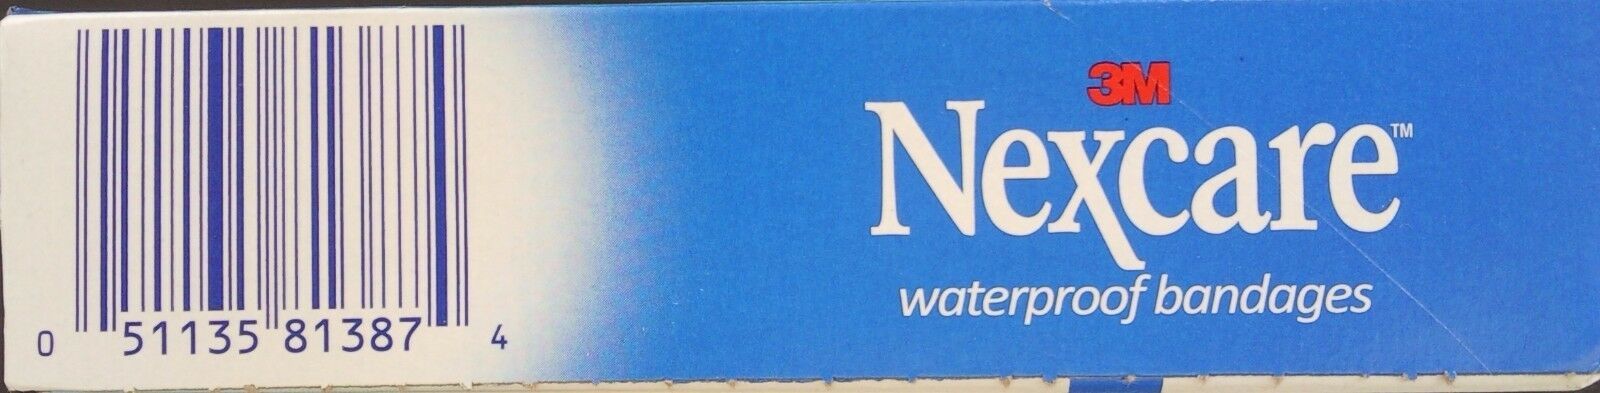 0 51135 81387 4
3M
Nexcare™
waterproof bandages